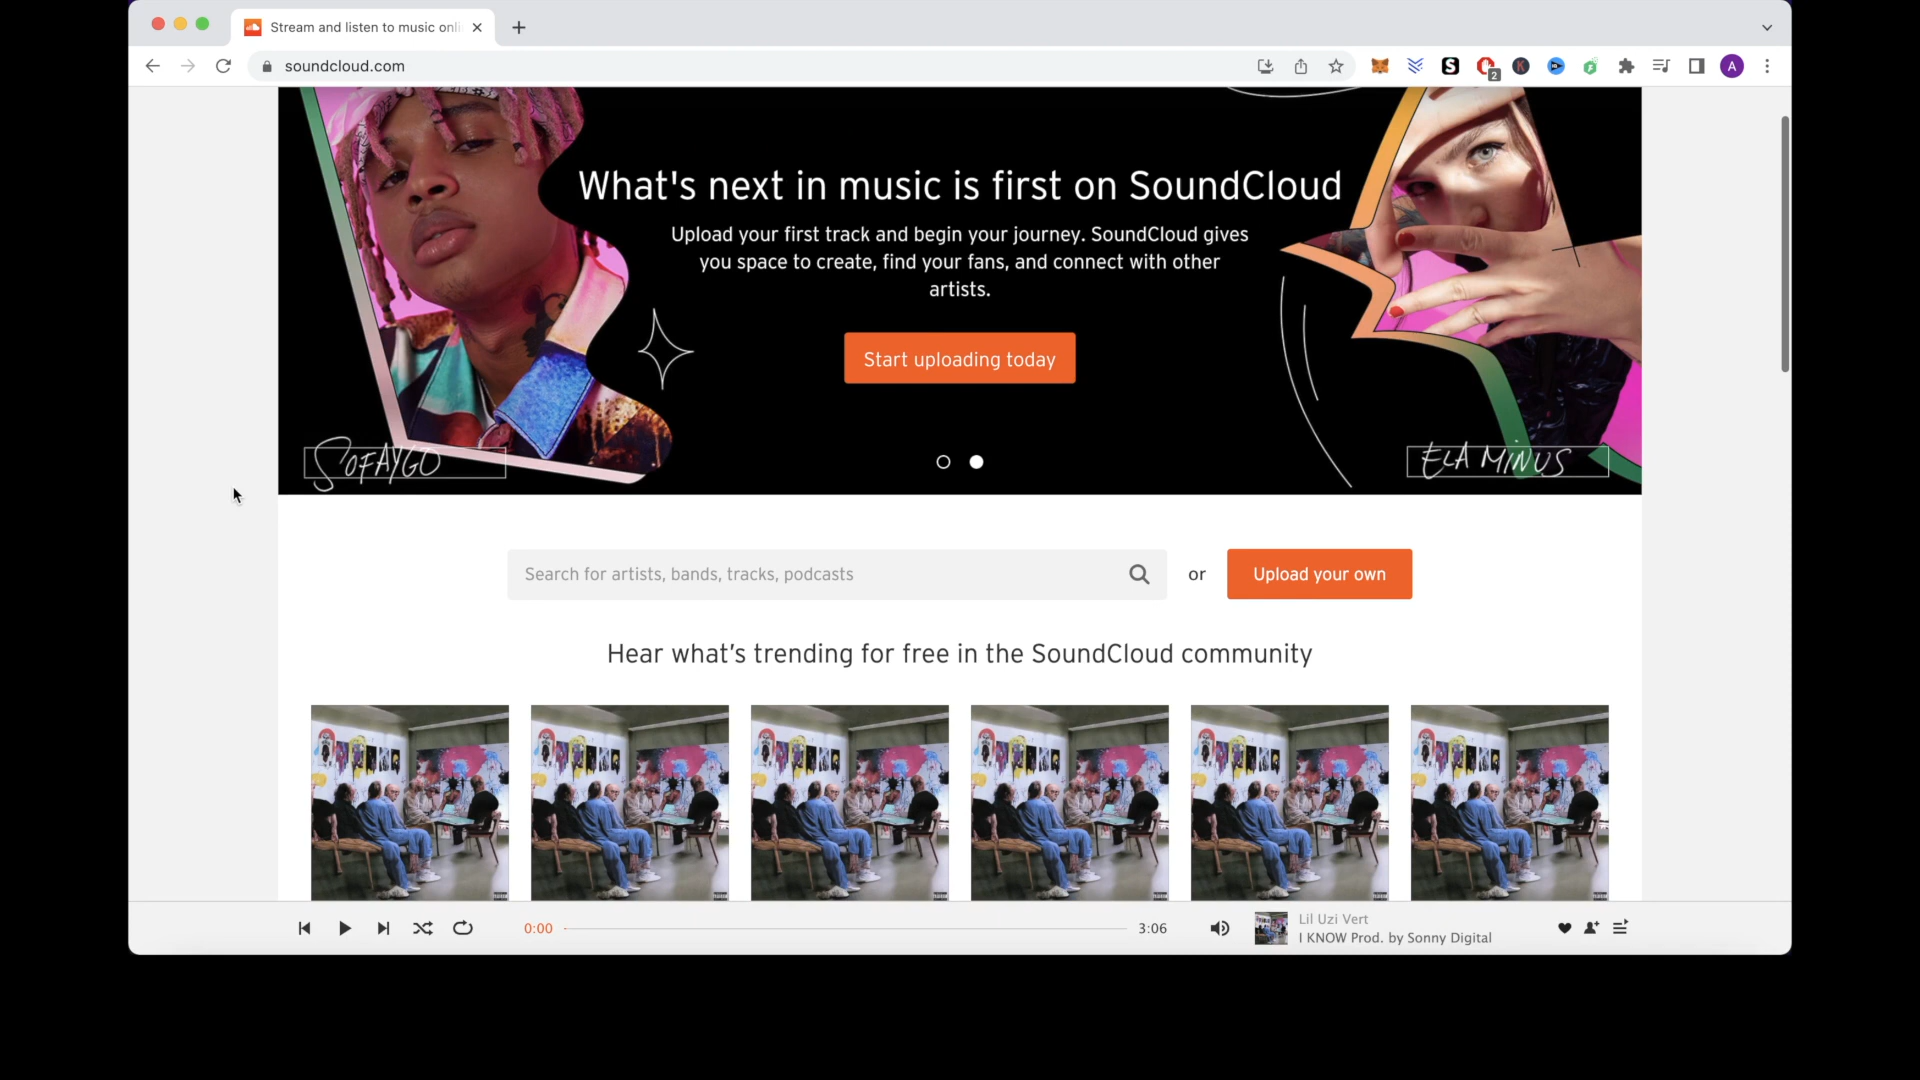 Stream and listen to music onli
soundcloud.com
2
A
What's next in music is first on SoundCloud
Upload your first track and begin your journey. SoundCloud gives
you space to create, find your fans, and connect with other
artists.
Start uploading today
SOFAYGO
ELA MINUS
Search for artists, bands, tracks, podcasts
or
Upload your own
Hear what’s trending for free in the SoundCloud community
0:00
3:06
Lil Uzi Vert
I KNOW Prod. by Sonny Digital